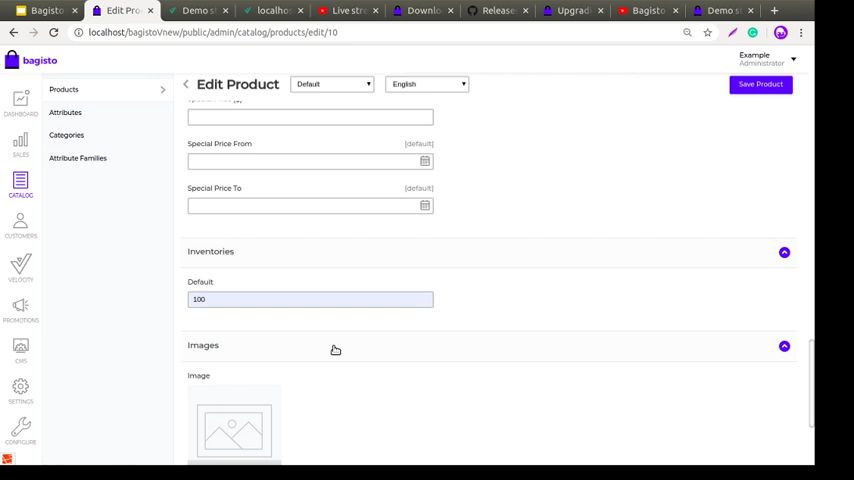 Bagisto
Edit Pro
Demo st
localhos
Live stre
Downlo
Release
Upgradi
Bagisto
Demo st
localhost/bagistoVnew/public/admin/catalog/products/edit/10
bagisto
Example
Administrator
Products
Edit Product
Default
English
Save Product
DASHBOARD
Attributes
Categories
Attribute Families
SALES
CATALOG
CUSTOMERS
VELOCITY
PROMOTIONS
CMS
SETTINGS
CONFIGURE
Special Price From [default]
Special Price To [default]
Inventories
Default
100
Images
Image